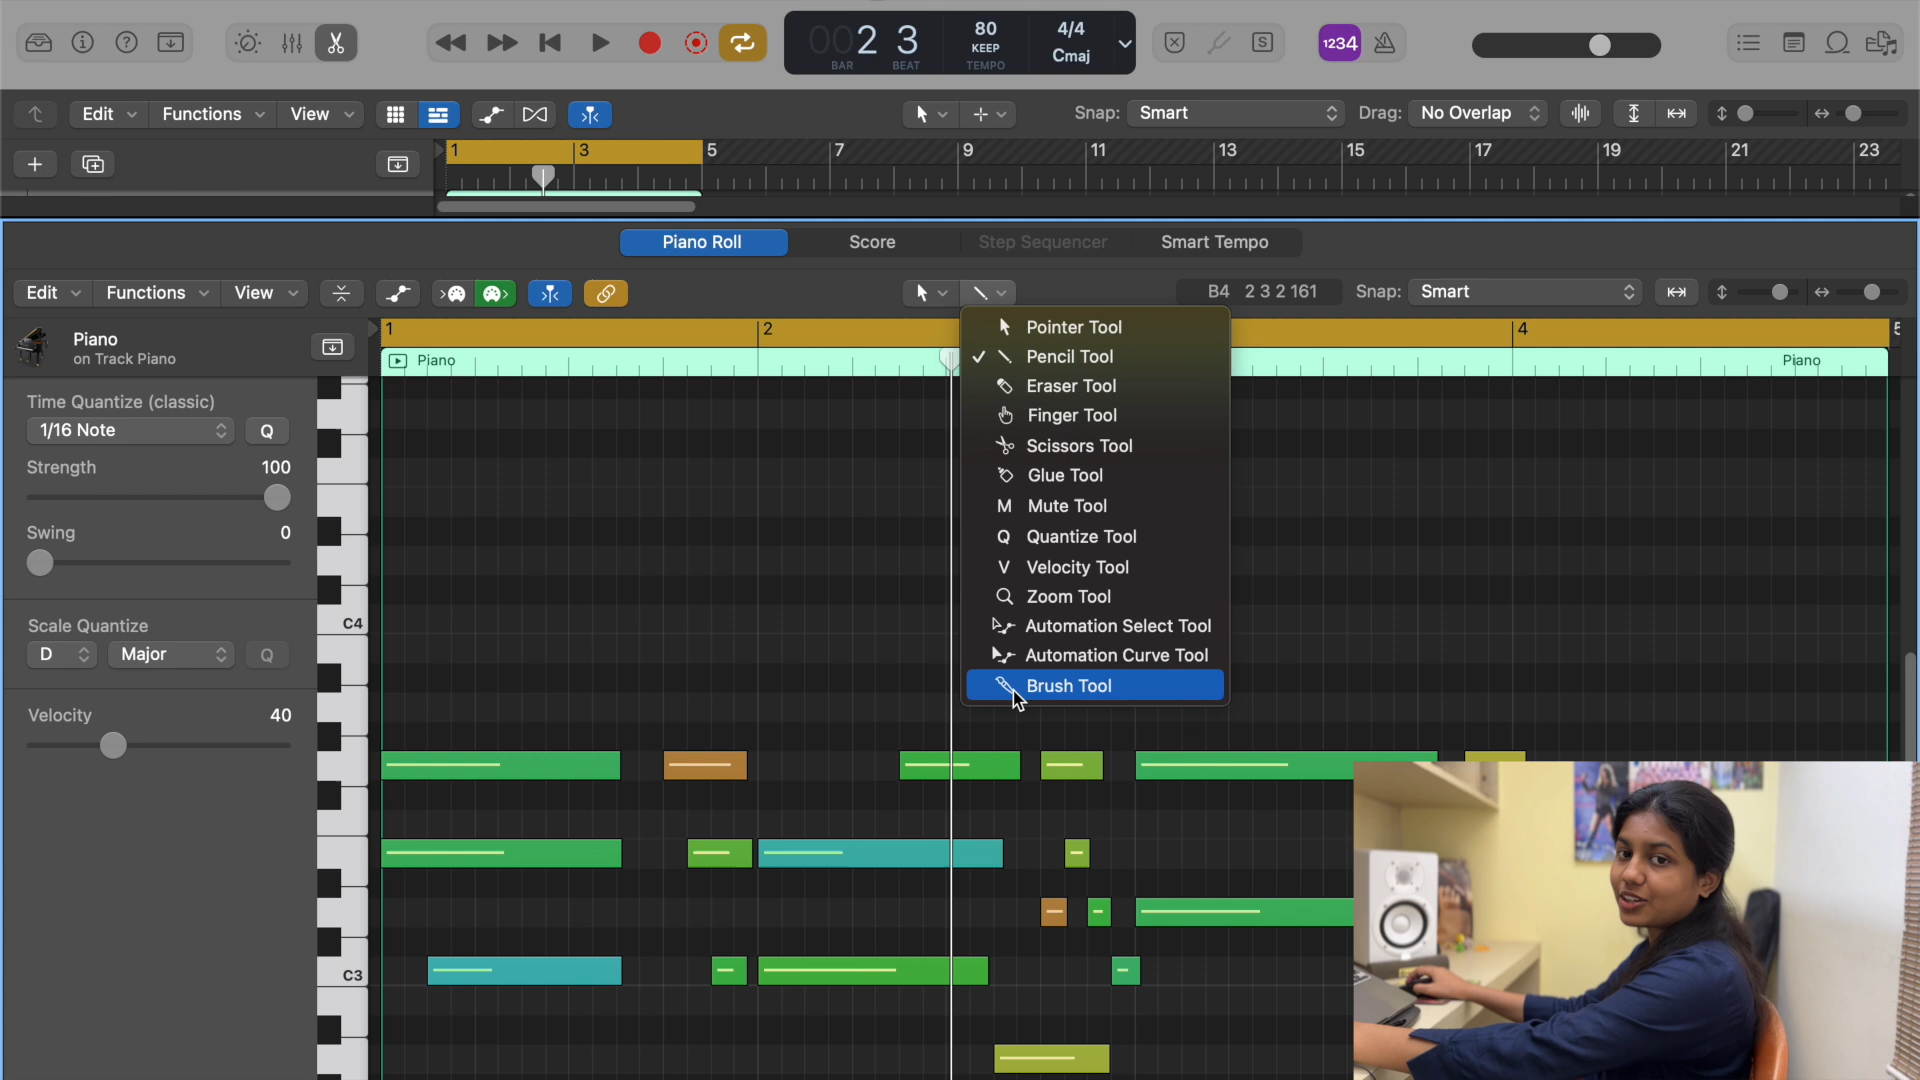 002 3
BAR BEAT
80
KEEP
TEMPO
4/4
Cmaj
S
1234
Edit Functions View
Snap: Smart
Drag: No Overlap
1 3 5 7 9 11 13 15 17 19 21 23
Piano Roll Score Step Sequencer Smart Tempo
Edit Functions View
B4 2 3 2 161
Snap: Smart
Piano
on Track Piano
1 2 4 5
Piano Piano
Time Quantize (classic)
1/16 Note Q
Strength 100
Swing 0
Scale Quantize
D Major Q
Velocity 40
C4
C3
Pointer Tool
Pencil Tool
Eraser Tool
Finger Tool
Scissors Tool
Glue Tool
M Mute Tool
Q Quantize Tool
V Velocity Tool
Zoom Tool
Automation Select Tool
Automation Curve Tool
Brush Tool